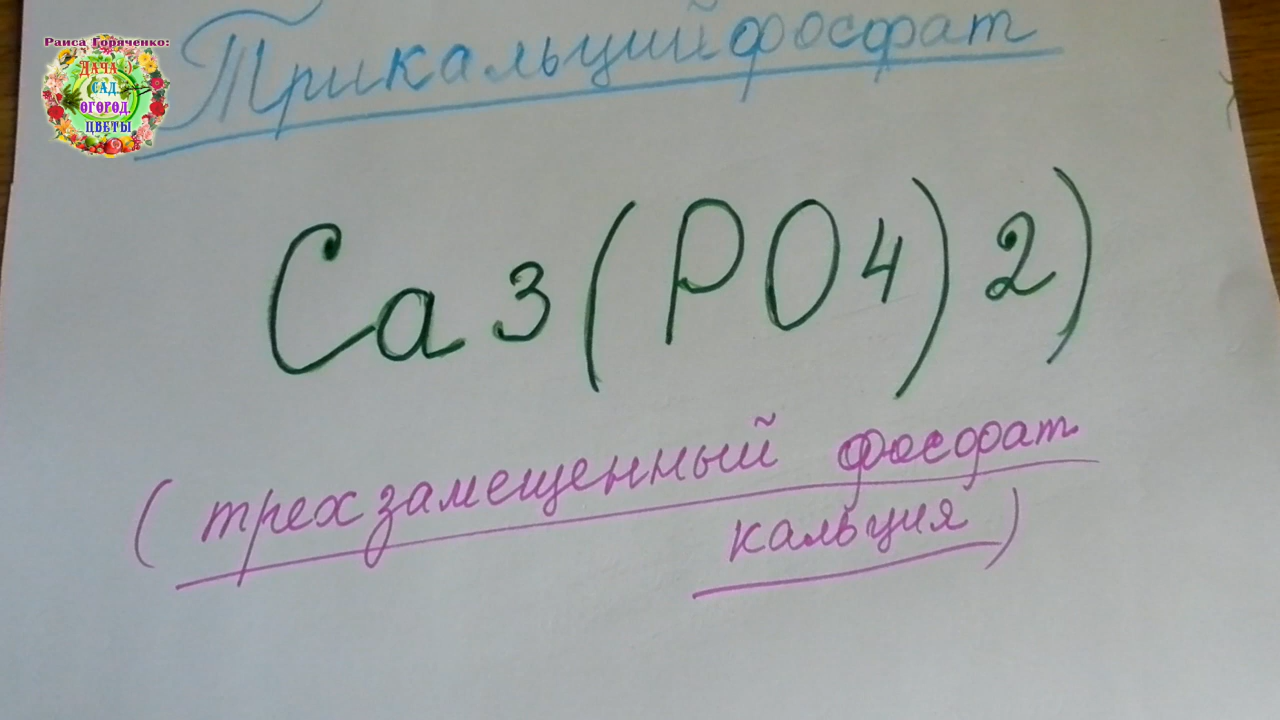 Раиса Горяченко:
ДАЧА,
САД,
ОГОРОД,
ЦВЕТЫ
Трикальцийфосфат
Ca3(PO4)2)
(трехзамещенный фосфат
кальция)